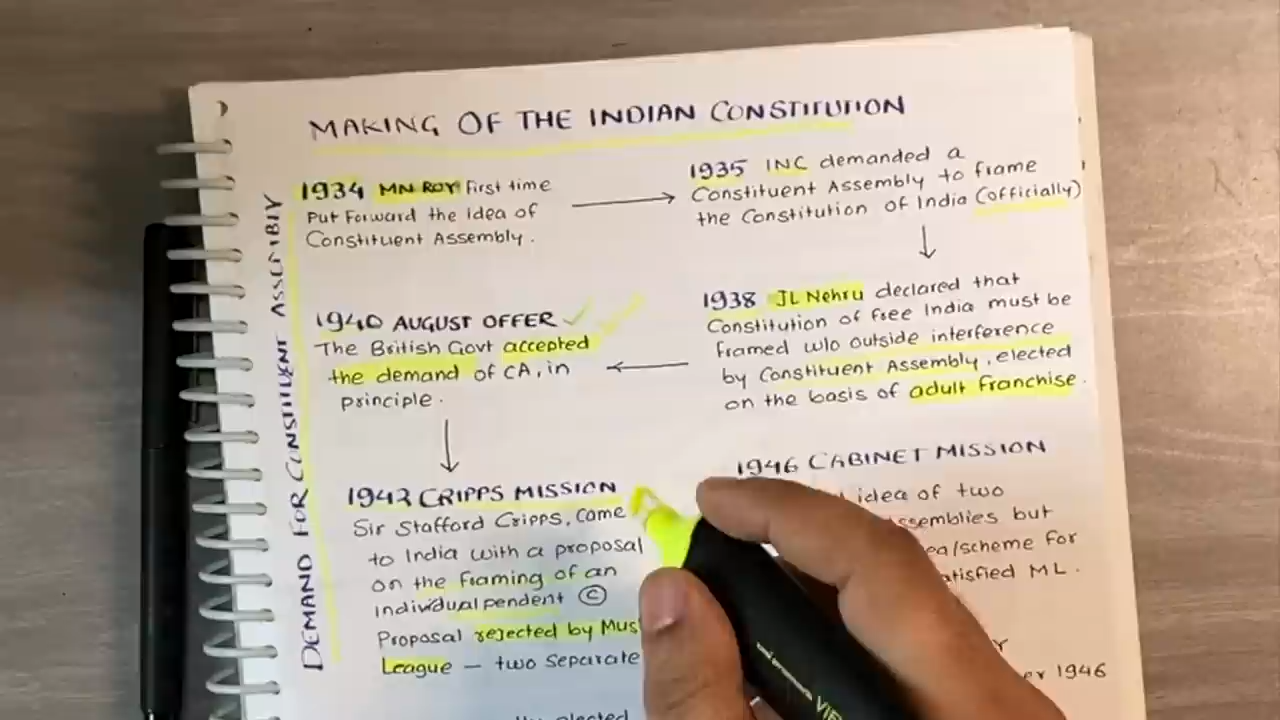 MAKING OF THE INDIAN CONSTITUTION
DEMAND FOR CONSTITUENT ASSEMBLY
1934 MN ROY first time
Put forward the idea of
Constituent Assembly.
1935 INC demanded a
Constituent Assembly to frame
the Constitution of India (officially)
1938 JL Nehru declared that
Constitution of free India must be
framed w/o outside interference
by Constituent Assembly, elected
on the basis of adult franchise.
1940 AUGUST OFFER
The British Govt accepted
the demand of CA, in
principle.
1942 CRIPPS MISSION
Sir Stafford Cripps, came
to India with a proposal
on the framing of an
individual pendent ©
Proposal rejected by Mus
League — two separate
elected
1946 CABINET MISSION
idea of two
but
scheme for
ML.
1946